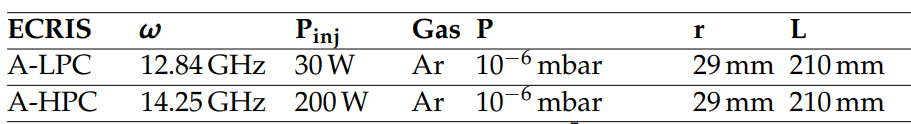 ECRIS ω P_inj Gas P r L
A-LPC 12.84 GHz 30 W Ar 10⁻⁶ mbar 29 mm 210 mm
A-HPC 14.25 GHz 200 W Ar 10⁻⁶ mbar 29 mm 210 mm